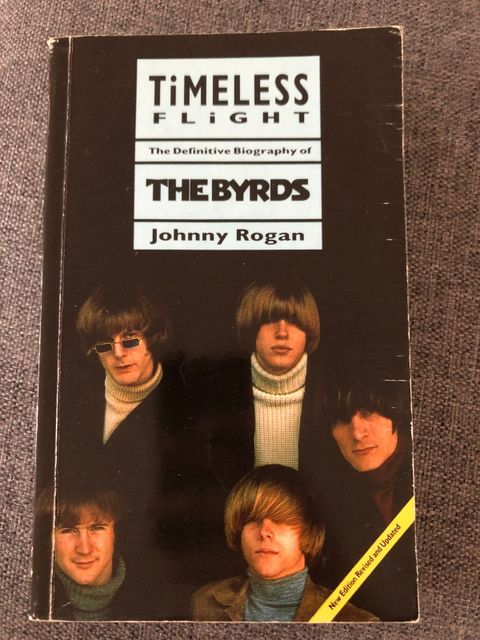 TiMELESS
FLiGHT
The Definitive Biography of
THE BYRDS
Johnny Rogan
New Edition Revised and Updated